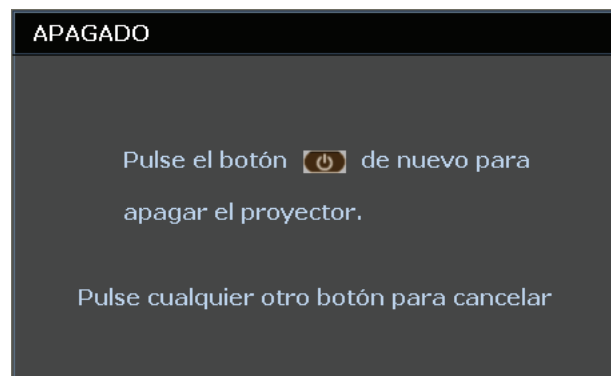 APAGADO
Pulse el botón de nuevo para
apagar el proyector.
Pulse cualquier otro botón para cancelar